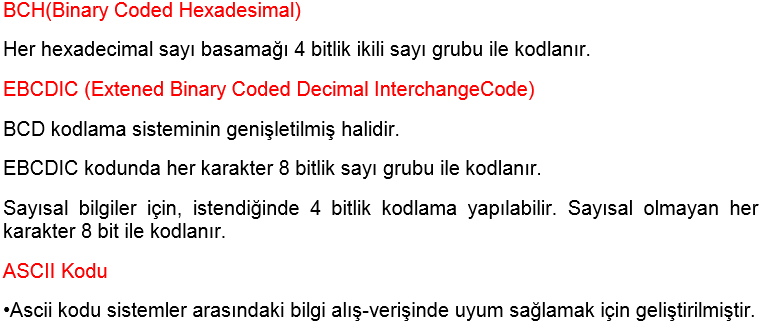 BCH(Binary Coded Hexadesimal)
Her hexadecimal sayı basamağı 4 bitlik ikili sayı grubu ile kodlanır.
EBCDIC (Extened Binary Coded Decimal InterchangeCode)
BCD kodlama sisteminin genişletilmiş halidir.
EBCDIC kodunda her karakter 8 bitlik sayı grubu ile kodlanır.
Sayısal bilgiler için, istendiğinde 4 bitlik kodlama yapılabilir. Sayısal olmayan her
karakter 8 bit ile kodlanır.
ASCII Kodu
•Ascii kodu sistemler arasındaki bilgi alış-verişinde uyum sağlamak için geliştirilmiştir.